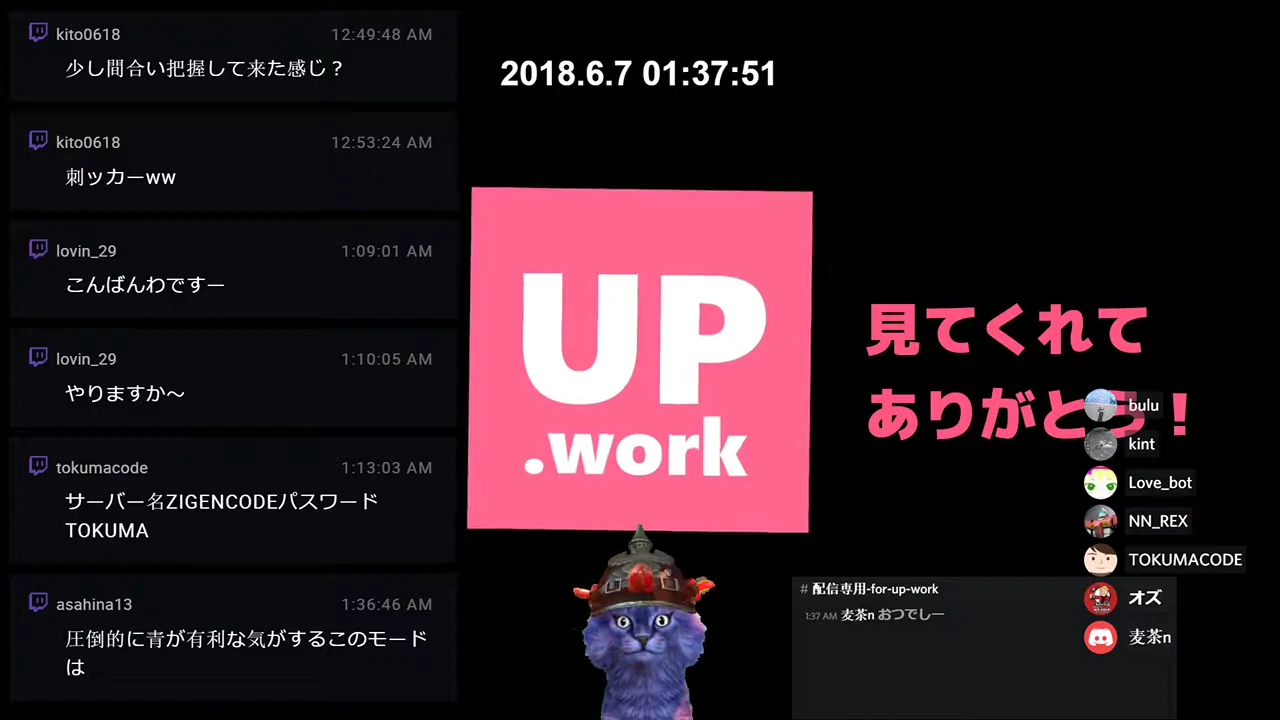 kito0618 12:49:48 AM
少し間合い把握して来た感じ？
kito0618 12:53:24 AM
刺ッカーww
lovin_29 1:09:01 AM
こんばんわですー
lovin_29 1:10:05 AM
やりますか～
tokumacode 1:13:03 AM
サーバー名ZIGENCODEパスワード
TOKUMA
asahina13 1:36:46 AM
圧倒的に青が有利な気がするこのモード
は
2018.6.7 01:37:51
UP
.work
見てくれて
ありがとう！
bulu
kint
Love_bot
NN_REX
TOKUMACODE
オズ
麦茶n
# 配信専用-for-up-work
1:37 AM 麦茶n おつでしー